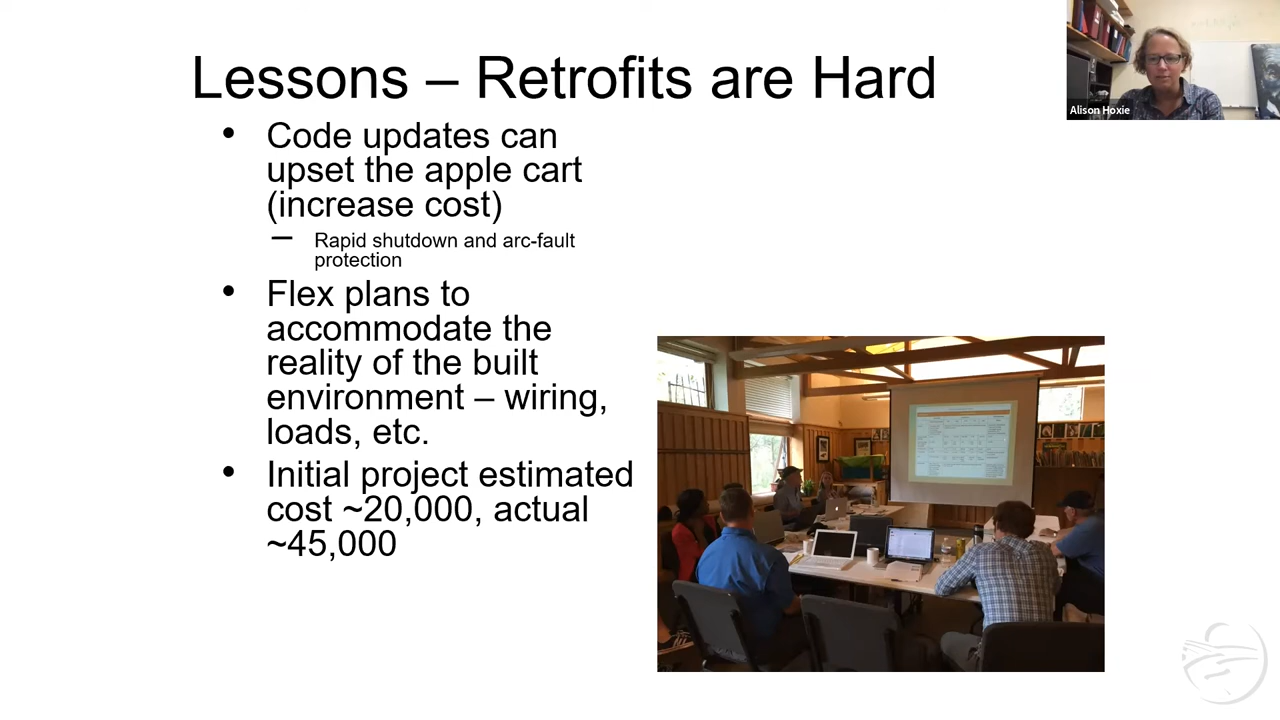 Lessons – Retrofits are Hard
Alison Hoxie
• Code updates can
upset the apple cart
(increase cost)
– Rapid shutdown and arc-fault
protection
• Flex plans to
accommodate the
reality of the built
environment – wiring,
loads, etc.
• Initial project estimated
cost ~20,000, actual
~45,000